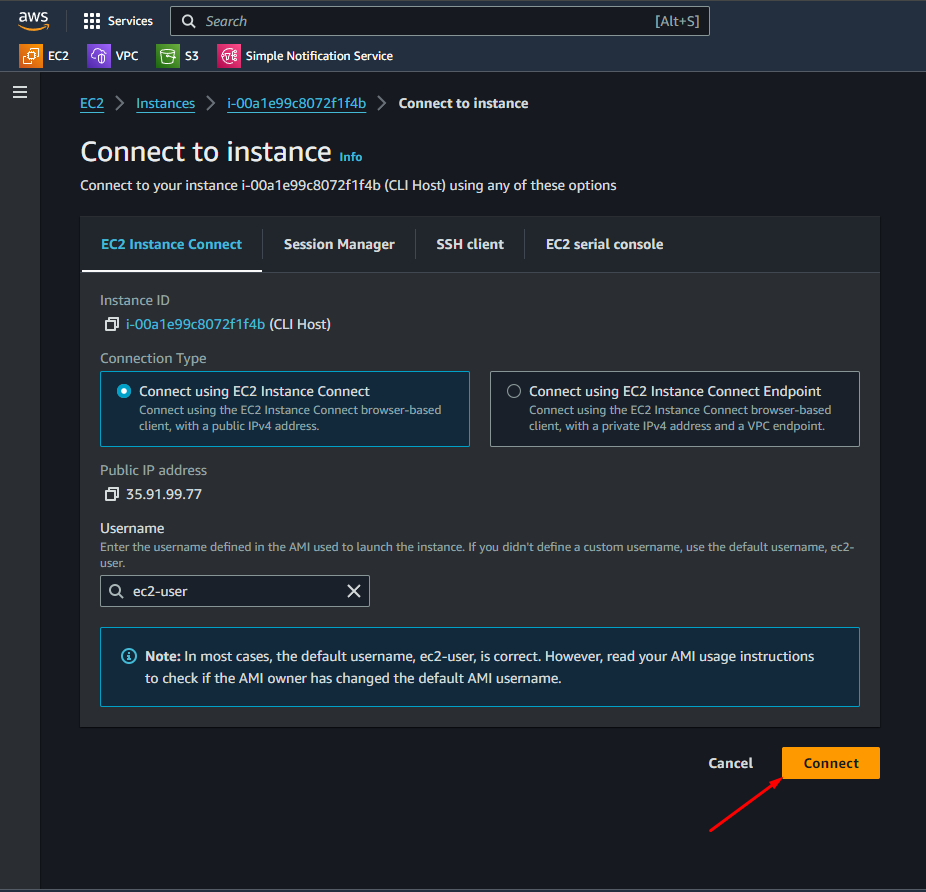 aws
Services
Search
[Alt+S]
EC2
VPC
S3
Simple Notification Service
EC2 > Instances > i-00a1e99c8072f1f4b > Connect to instance
Connect to instance Info
Connect to your instance i-00a1e99c8072f1f4b (CLI Host) using any of these options
EC2 Instance Connect
Session Manager
SSH client
EC2 serial console
Instance ID
i-00a1e99c8072f1f4b (CLI Host)
Connection Type
Connect using EC2 Instance Connect
Connect using the EC2 Instance Connect browser-based
client, with a public IPv4 address.
Connect using EC2 Instance Connect Endpoint
Connect using the EC2 Instance Connect browser-based
client, with a private IPv4 address and a VPC endpoint.
Public IP address
35.91.99.77
Username
Enter the username defined in the AMI used to launch the instance. If you didn't define a custom username, use the default username, ec2-
user.
ec2-user
Note: In most cases, the default username, ec2-user, is correct. However, read your AMI usage instructions
to check if the AMI owner has changed the default AMI username.
Cancel
Connect